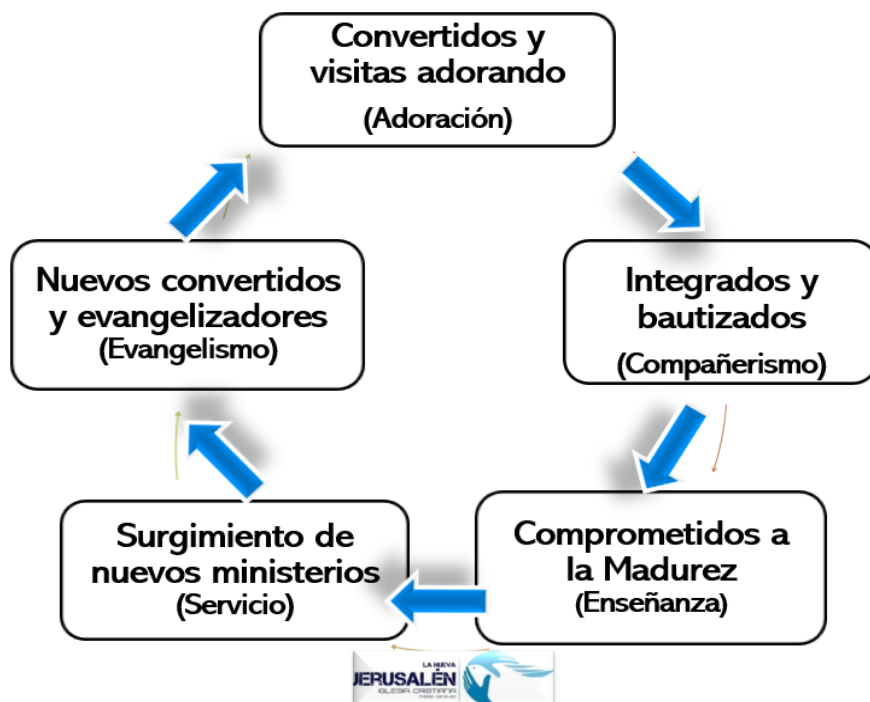 Convertidos y
visitas adorando
(Adoración)
Nuevos convertidos
y evangelizadores
(Evangelismo)
Integrados y
bautizados
(Compañerismo)
Surgimiento de
nuevos ministerios
(Servicio)
Comprometidos a
la Madurez
(Enseñanza)
LA NUEVA
JERUSALÉN
IGLESIA CRISTIANA